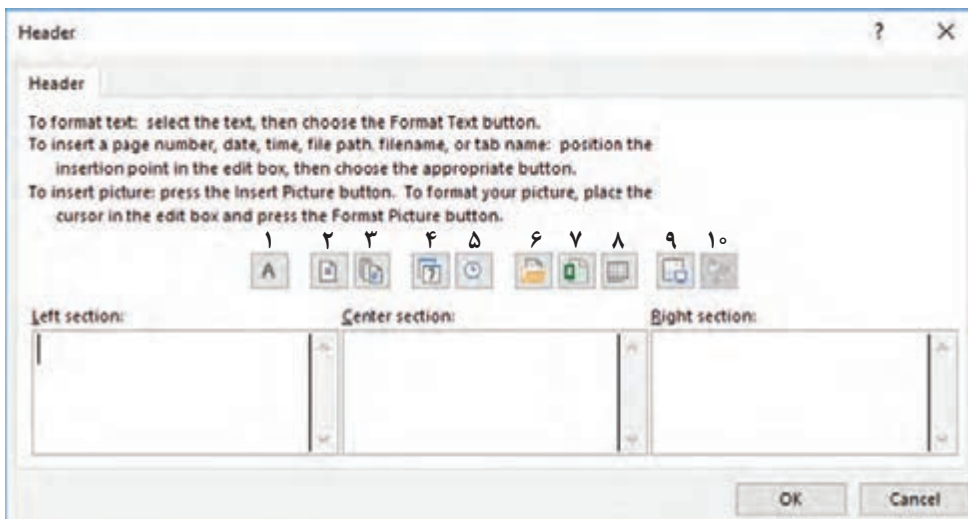 Header
Header
To format text: select the text, then choose the Format Text button.
To insert a page number, date, time, file path, filename, or tab name: position the
insertion point in the edit box, then choose the appropriate button.
To insert picture: press the Insert Picture button. To format your picture, place the
cursor in the edit box and press the Format Picture button.
۱ ۲ ۳ ۴ ۵ ۶ ۷ ۸ ۹ ۱۰
A
Left section: Center section: Right section:
OK Cancel